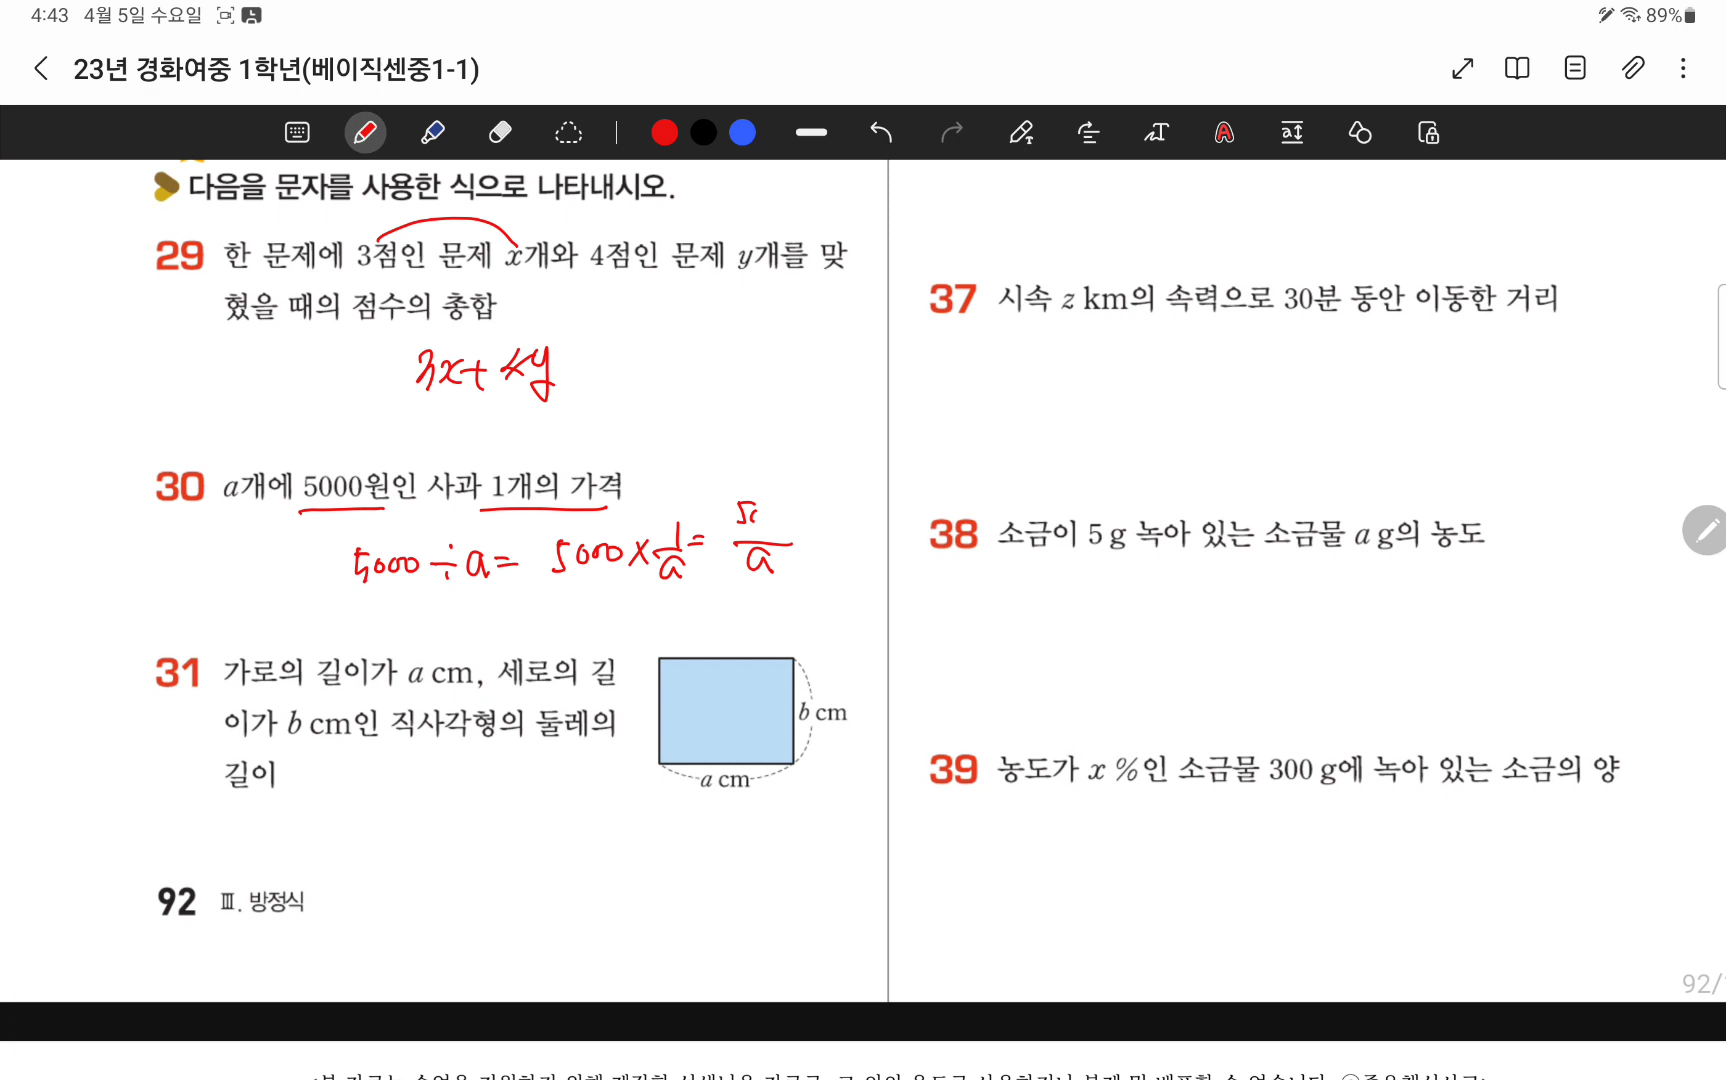 4:43 4월 5일 수요일
89%
23년 경화여중 1학년(베이직쎈중1-1)
다음을 문자를 사용한 식으로 나타내시오.
29 한 문제에 3점인 문제 x개와 4점인 문제 y개를 맞
혔을 때의 점수의 총합
3x+4y
30 a개에 5000원인 사과 1개의 가격
5000÷a= 5000×1/a=
a
31 가로의 길이가 a cm, 세로의 길
이가 b cm인 직사각형의 둘레의
길이
b cm
a cm
92 Ⅲ. 방정식
37 시속 z km의 속력으로 30분 동안 이동한 거리
38 소금이 5 g 녹아 있는 소금물 a g의 농도
39 농도가 x %인 소금물 300 g에 녹아 있는 소금의 양
92/